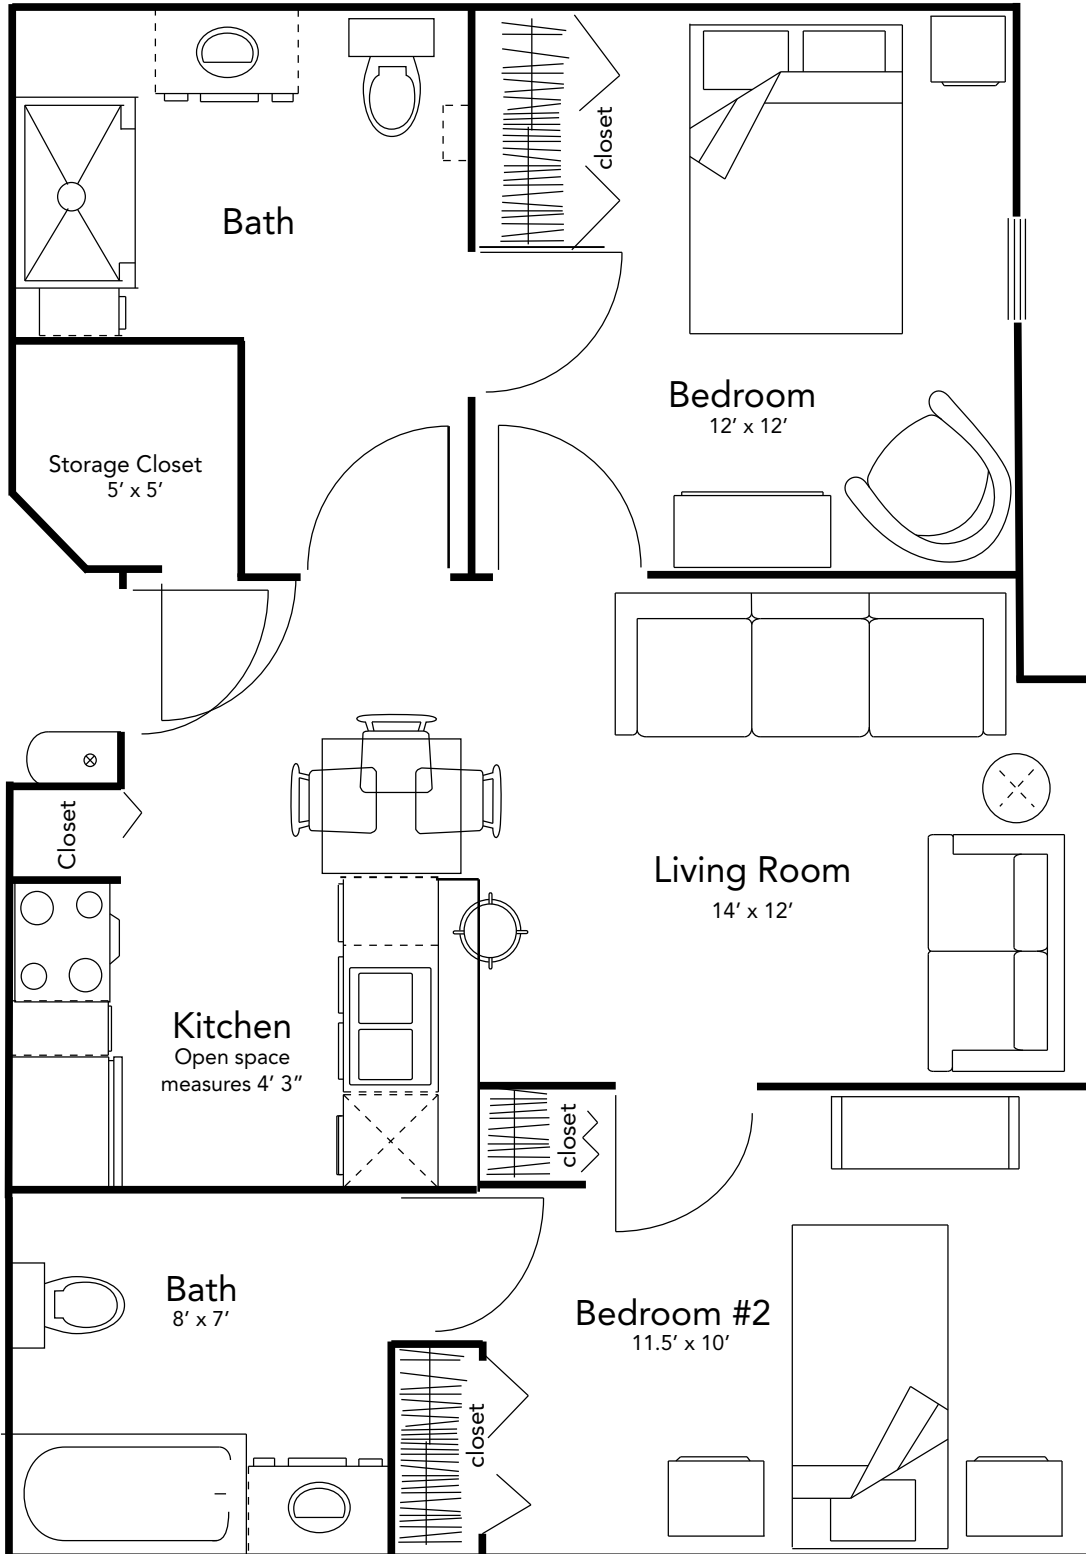 closet
Bath
Bedroom
12’ x 12’
Storage Closet
5’ x 5’
Closet
Living Room
14’ x 12’
Kitchen
Open space
measures 4’ 3”
closet
Bath
8’ x 7’
Bedroom #2
11.5’ x 10’
closet